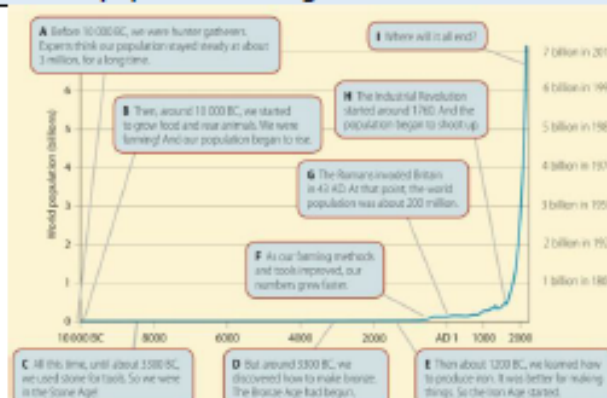 A Before 10 000 BC, we were hunter gatherers.
Experts think our population stayed steady at about
3 million, for a long time.
I Where will it all end?
7 billion in 201
6 billion in 199
5 billion in 198
4 billion in 197
3 billion in 195
2 billion in 192
1 billion in 180
B Then, around 10 000 BC, we started
to grow food and rear animals. We were
farming! And our population began to rise.
H The Industrial Revolution
started around 1760. And the
population began to shoot up.
G The Romans invaded Britain
in 43 AD. At that point, the world
population was about 200 million.
F As our farming methods
and tools improved, our
numbers grew faster.
World population (billions)
6
5
4
3
2
1
0
10 000 BC 8000 6000 4000 2000 AD 1 1000 2000
C All this time, until about 3300 BC,
we used stone for tools. So we were
in the Stone Age!
D But around 3300 BC, we
discovered how to make bronze.
The Bronze Age had begun.
E Then about 1200 BC, we learned how
to produce iron. It was better for making
things. So the Iron Age started.